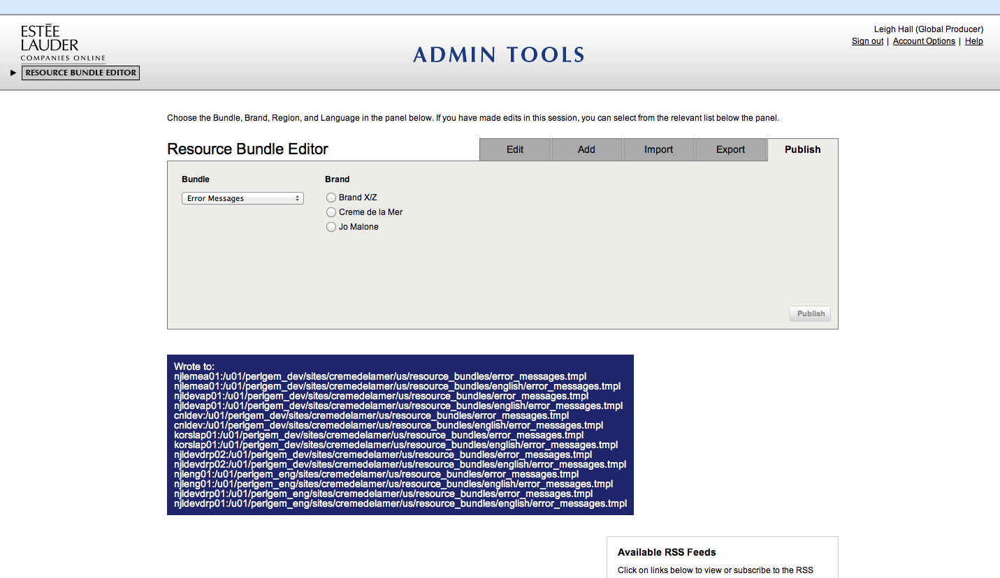 ESTĒE
LAUDER
COMPANIES ONLINE
RESOURCE BUNDLE EDITOR
ADMIN TOOLS
Leigh Hall (Global Producer)
Sign out | Account Options | Help
Choose the Bundle, Brand, Region, and Language in the panel below. If you have made edits in this session, you can select from the relevant list below the panel.
Resource Bundle Editor
Edit
Add
Import
Export
Publish
Bundle
Error Messages
Brand
Brand X/Z
Creme de la Mer
Jo Malone
Publish
Wrote to:
njlemea01:/u01/perlgem_dev/sites/cremedelamer/us/resource_bundles/error_messages.tmpl
njlemea01:/u01/perlgem_dev/sites/cremedelamer/us/resource_bundles/english/error_messages.tmpl
njldevap01:/u01/perlgem_dev/sites/cremedelamer/us/resource_bundles/error_messages.tmpl
njldevap01:/u01/perlgem_dev/sites/cremedelamer/us/resource_bundles/english/error_messages.tmpl
cnldev:/u01/perlgem_dev/sites/cremedelamer/us/resource_bundles/error_messages.tmpl
cnldev:/u01/perlgem_dev/sites/cremedelamer/us/resource_bundles/english/error_messages.tmpl
korslap01:/u01/perlgem_dev/sites/cremedelamer/us/resource_bundles/error_messages.tmpl
korslap01:/u01/perlgem_dev/sites/cremedelamer/us/resource_bundles/english/error_messages.tmpl
njldevdrp02:/u01/perlgem_dev/sites/cremedelamer/us/resource_bundles/error_messages.tmpl
njldevdrp02:/u01/perlgem_dev/sites/cremedelamer/us/resource_bundles/english/error_messages.tmpl
njleng01:/u01/perlgem_eng/sites/cremedelamer/us/resource_bundles/error_messages.tmpl
njleng01:/u01/perlgem_eng/sites/cremedelamer/us/resource_bundles/english/error_messages.tmpl
njldevdrp01:/u01/perlgem_eng/sites/cremedelamer/us/resource_bundles/error_messages.tmpl
njldevdrp01:/u01/perlgem_eng/sites/cremedelamer/us/resource_bundles/english/error_messages.tmpl
Available RSS Feeds
Click on links below to view or subscribe to the RSS